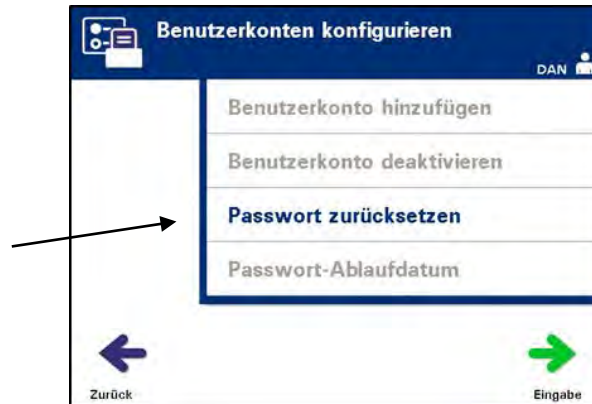 Benutzerkonten konfigurieren
DAN
Benutzerkonto hinzufügen
Benutzerkonto deaktivieren
Passwort zurücksetzen
Passwort-Ablaufdatum
Zurück
Eingabe